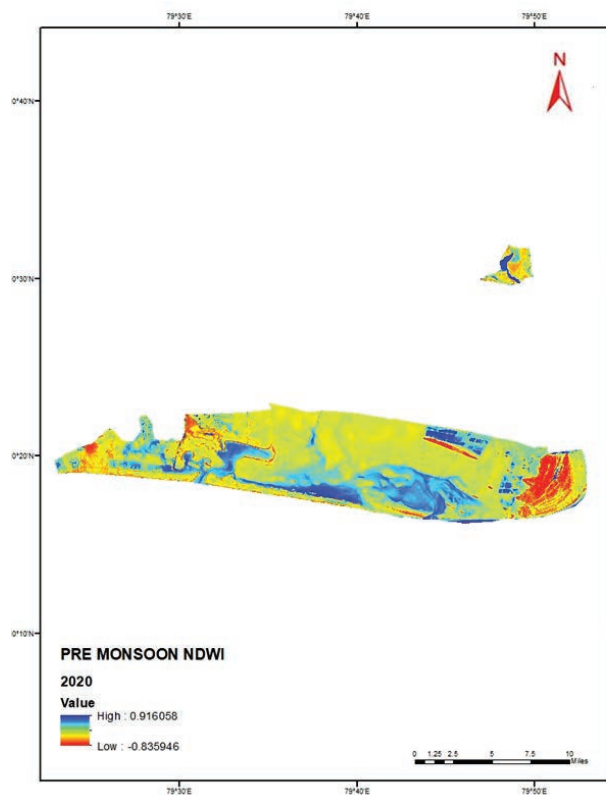 79°30'E 79°40'E 79°50'E
N
0°40'N
0°30'N
0°20'N
0°10'N
PRE MONSOON NDWI
2020
Value
High : 0.916058
Low : -0.835946
0 1.25 2.5 5 7.5 10
Miles
79°30'E 79°40'E 79°50'E